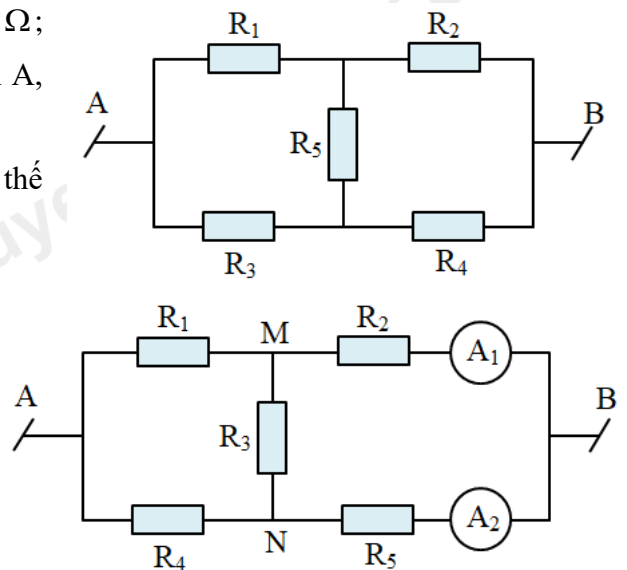 Ω;
A,
thế
R1 R2
A B
R5
R3 R4
R1 M R2 A1
A B
R3
R4 N R5 A2